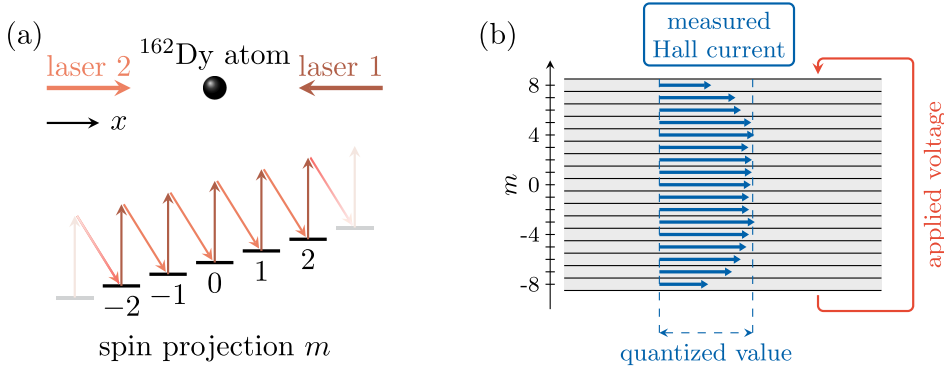 (a)
¹⁶²Dy atom
laser 2
laser 1
x
−2
−1
0
1
2
spin projection m
(b)
measured
Hall current
8
4
0
-4
-8
m
applied voltage
quantized value